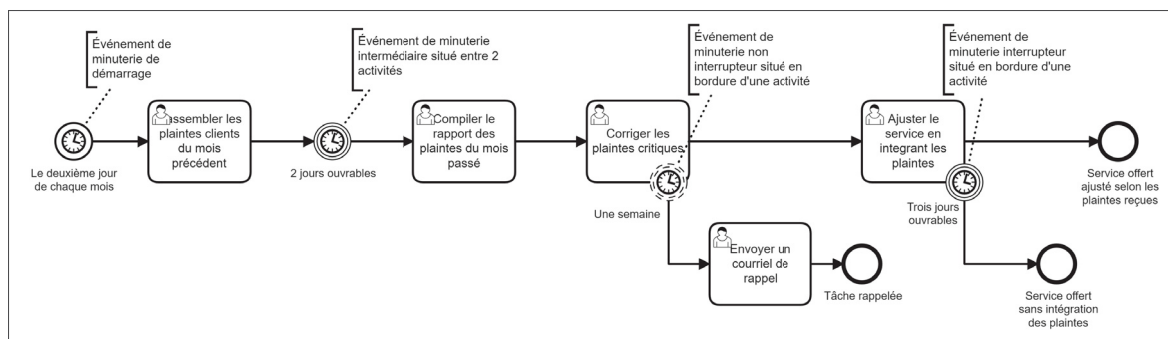 Événement de
minuterie de
démarrage
Événement de minuterie
intermédiaire situé entre 2
activités
Événement de
minuterie non
interrupteur situé en
bordure d'une activité
Événement de
minuterie interrupteur
situé en bordure d'une
activité
Le deuxième jour
de chaque mois
assembler les
plaintes clients
du mois
précédent
2 jours ouvrables
Compiler le
rapport des
plaintes du mois
passé
Corriger les
plaintes critiques
Une semaine
Envoyer un
courriel de
rappel
Tâche rappelée
Ajuster le
service en
integrant les
plaintes
Trois jours
ouvrables
Service offert
ajusté selon les
plaintes reçues
Service offert
sans intégration
des plaintes